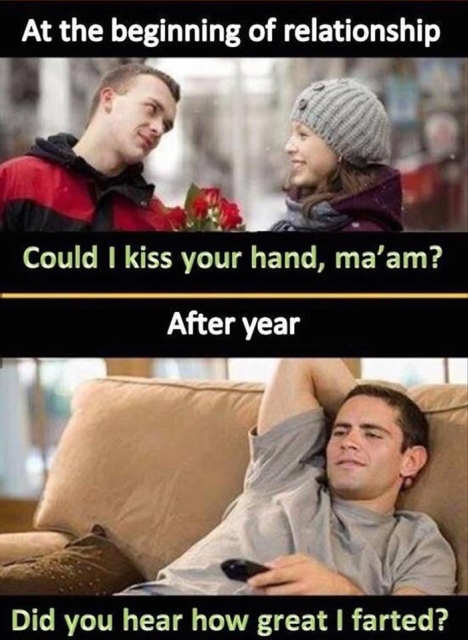 At the beginning of relationship
Could I kiss your hand, ma'am?
After year
Did you hear how great I farted?